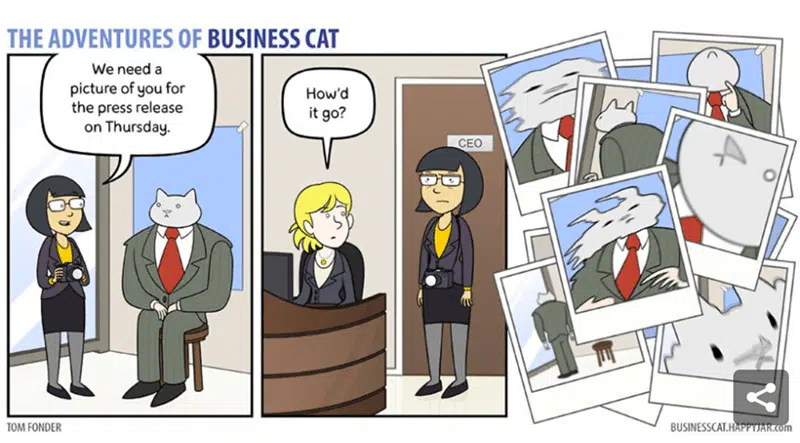 THE ADVENTURES OF BUSINESS CAT
We need a
picture of you for
the press release
on Thursday.
How'd
it go?
CEO
TOM FONDER
BUSINESSCAT.HAPPYJAR.com